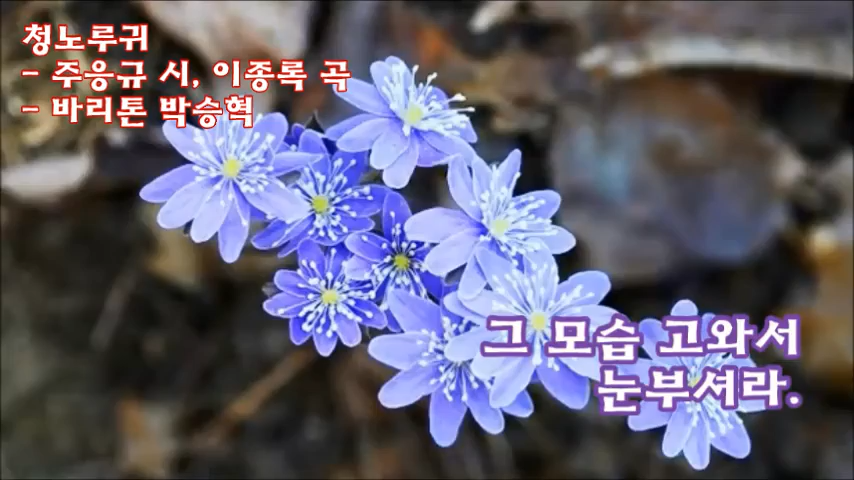 청노루귀
- 주응규 시, 이종록 곡
- 바리톤 박승혁
그 모습 고와서
눈부셔라.